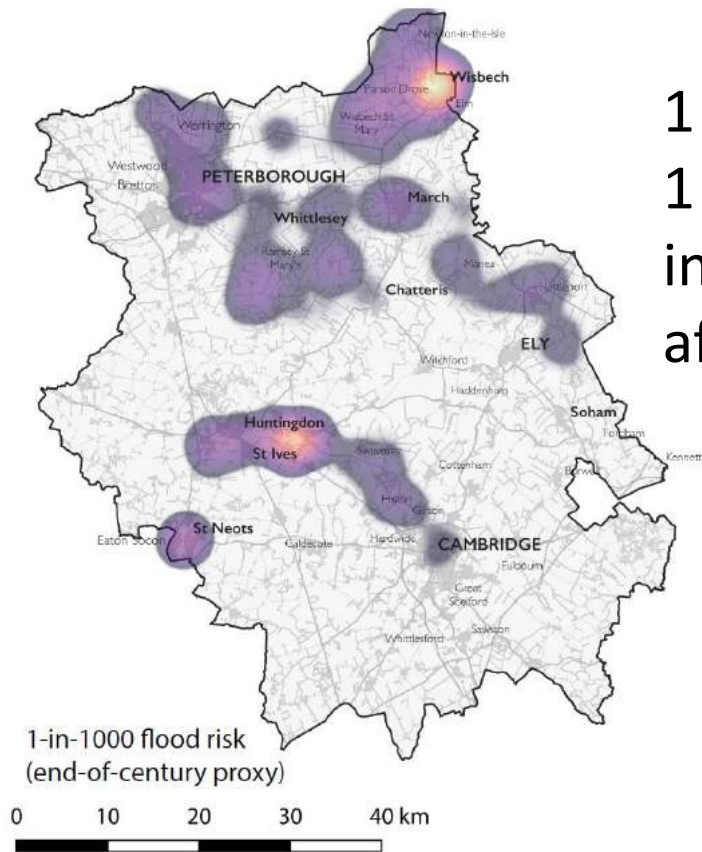 Newton-in-the-Isle
Wisbech
Parson Drove
Elm
Wisbech St
Mary
Werrington
Westwood
Bretton
PETERBOROUGH
March
Whittlesey
Ramsey St
Mary's
Manea
Chatteris
Littleport
ELY
Witchford
Haddenham
Soham
Fordham
Kennett
Burwell
Huntingdon
St Ives
Swavesey
Cottenham
Histon
Girton
St Neots
Eaton Socon
Caldecote
Hardwick
CAMBRIDGE
Fulbourn
Great
Shelford
Sawston
Whittlesford
1-in-1000 flood risk
(end-of-century proxy)
0 10 20 30 40 km
1
1
in
af